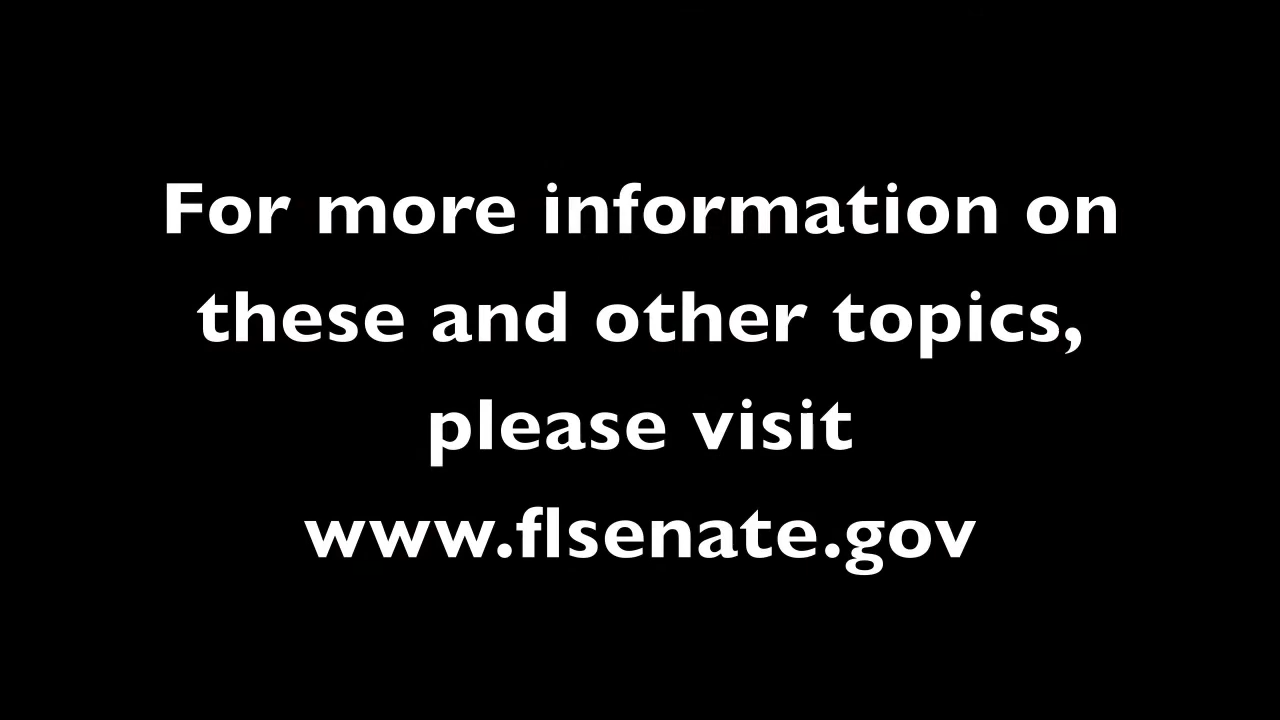 For more information on
these and other topics,
please visit
www.flsenate.gov